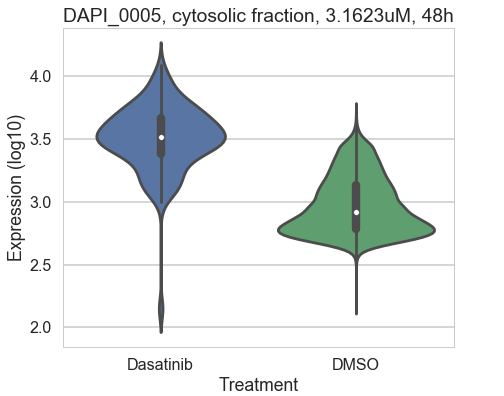 DAPI_0005, cytosolic fraction, 3.1623uM, 48h
Expression (log10)
4.0
3.5
3.0
2.5
2.0
Dasatinib DMSO
Treatment